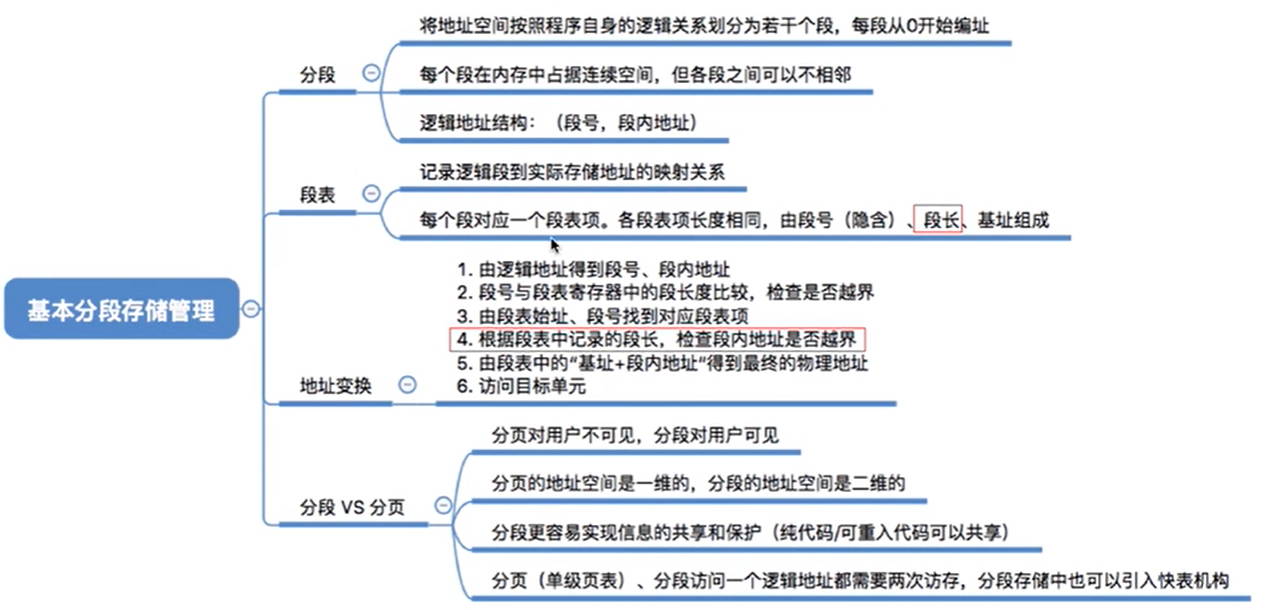 将地址空间按照程序自身的逻辑关系划分为若干个段，每段从0开始编址
分段
每个段在内存中占据连续空间，但各段之间可以不相邻
逻辑地址结构：（段号，段内地址）
记录逻辑段到实际存储地址的映射关系
段表
每个段对应一个段表项。各段表项长度相同，由段号（隐含）、段长、基址组成
基本分段存储管理
1. 由逻辑地址得到段号、段内地址
2. 段号与段表寄存器中的段长度比较，检查是否越界
3. 由段表始址、段号找到对应段表项
4. 根据段表中记录的段长，检查段内地址是否越界
5. 由段表中的“基址+段内地址”得到最终的物理地址
6. 访问目标单元
地址变换
分页对用户不可见，分段对用户可见
分页的地址空间是一维的，分段的地址空间是二维的
分段 VS 分页
分段更容易实现信息的共享和保护（纯代码/可重入代码可以共享）
分页（单级页表）、分段访问一个逻辑地址都需要两次访存，分段存储中也可以引入快表机构